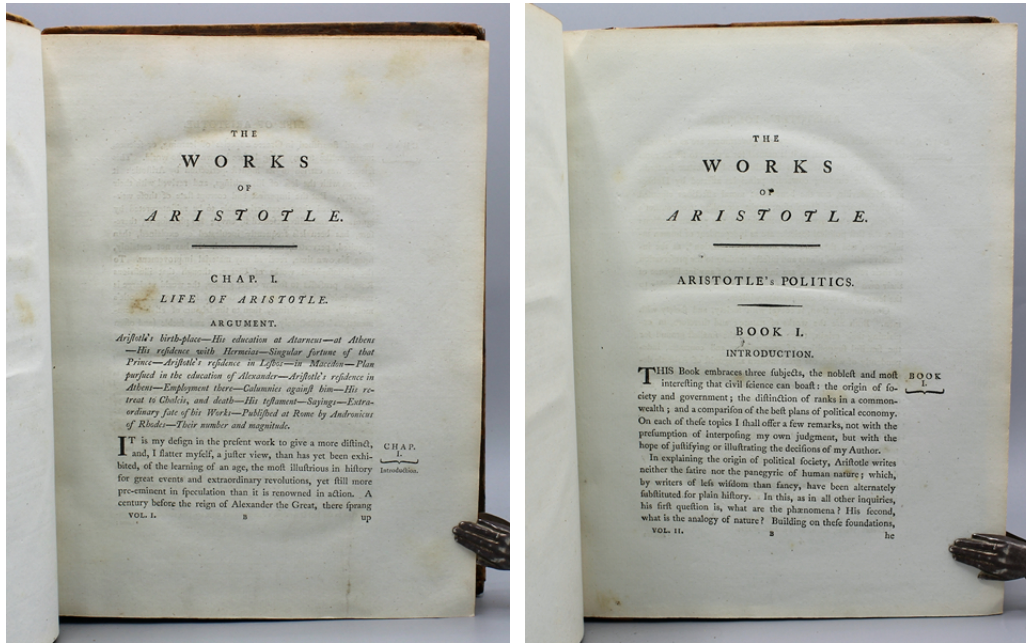 THE
WORKS
OF
ARISTOTLE.
CHAP. I.
LIFE OF ARISTOTLE.
ARGUMENT.
Ariſtotle's birth-place—His education at Atarneus—at Athens
—His reſidence with Hermeias—Singular fortune of that
Prince—Ariſtotle's reſidence in Leſbos—in Macedon—Plan
purſued in the education of Alexander—Ariſtotle's reſidence in
Athens—Employment there—Calumnies againſt him—His re-
treat to Chalcis, and death—His teſtament—Sayings—Extra-
ordinary fate of his Works—Publiſhed at Rome by Andronicus
of Rhodes—Their number and magnitude.
IT is my deſign in the preſent work to give a more diſtinct,
and, I flatter myſelf, a juſter view, than has yet been exhi-
bited, of the learning of an age, the moſt illuſtrious in hiſtory
for great events and extraordinary revolutions, yet ſtill more
pre-eminent in ſpeculation than it is renowned in action. A
century before the reign of Alexander the Great, there ſprang
CHAP.
I.
Introduction.
VOL. I. B up
THE
WORKS
OF
ARISTOTLE.
ARISTOTLE's POLITICS.
BOOK I.
INTRODUCTION.
THIS Book embraces three ſubjects, the nobleſt and moſt
intereſting that civil ſcience can boaſt: the origin of ſo-
ciety and government; the diſtinction of ranks in a common-
wealth; and a compariſon of the beſt plans of political economy.
On each of theſe topics I ſhall offer a few remarks, not with the
preſumption of interpoſing my own judgment, but with the
hope of juſtifying or illuſtrating the deciſions of my Author.
In explaining the origin of political ſociety, Ariſtotle writes
neither the ſatire nor the panegyric of human nature; which,
by writers of leſs wiſdom than fancy, have been alternately
ſubſtituted for plain hiſtory. In this, as in all other inquiries,
his firſt queſtion is, what are the phænomena? His ſecond,
what is the analogy of nature? Building on theſe foundations,
BOOK
I.
VOL. II. B he